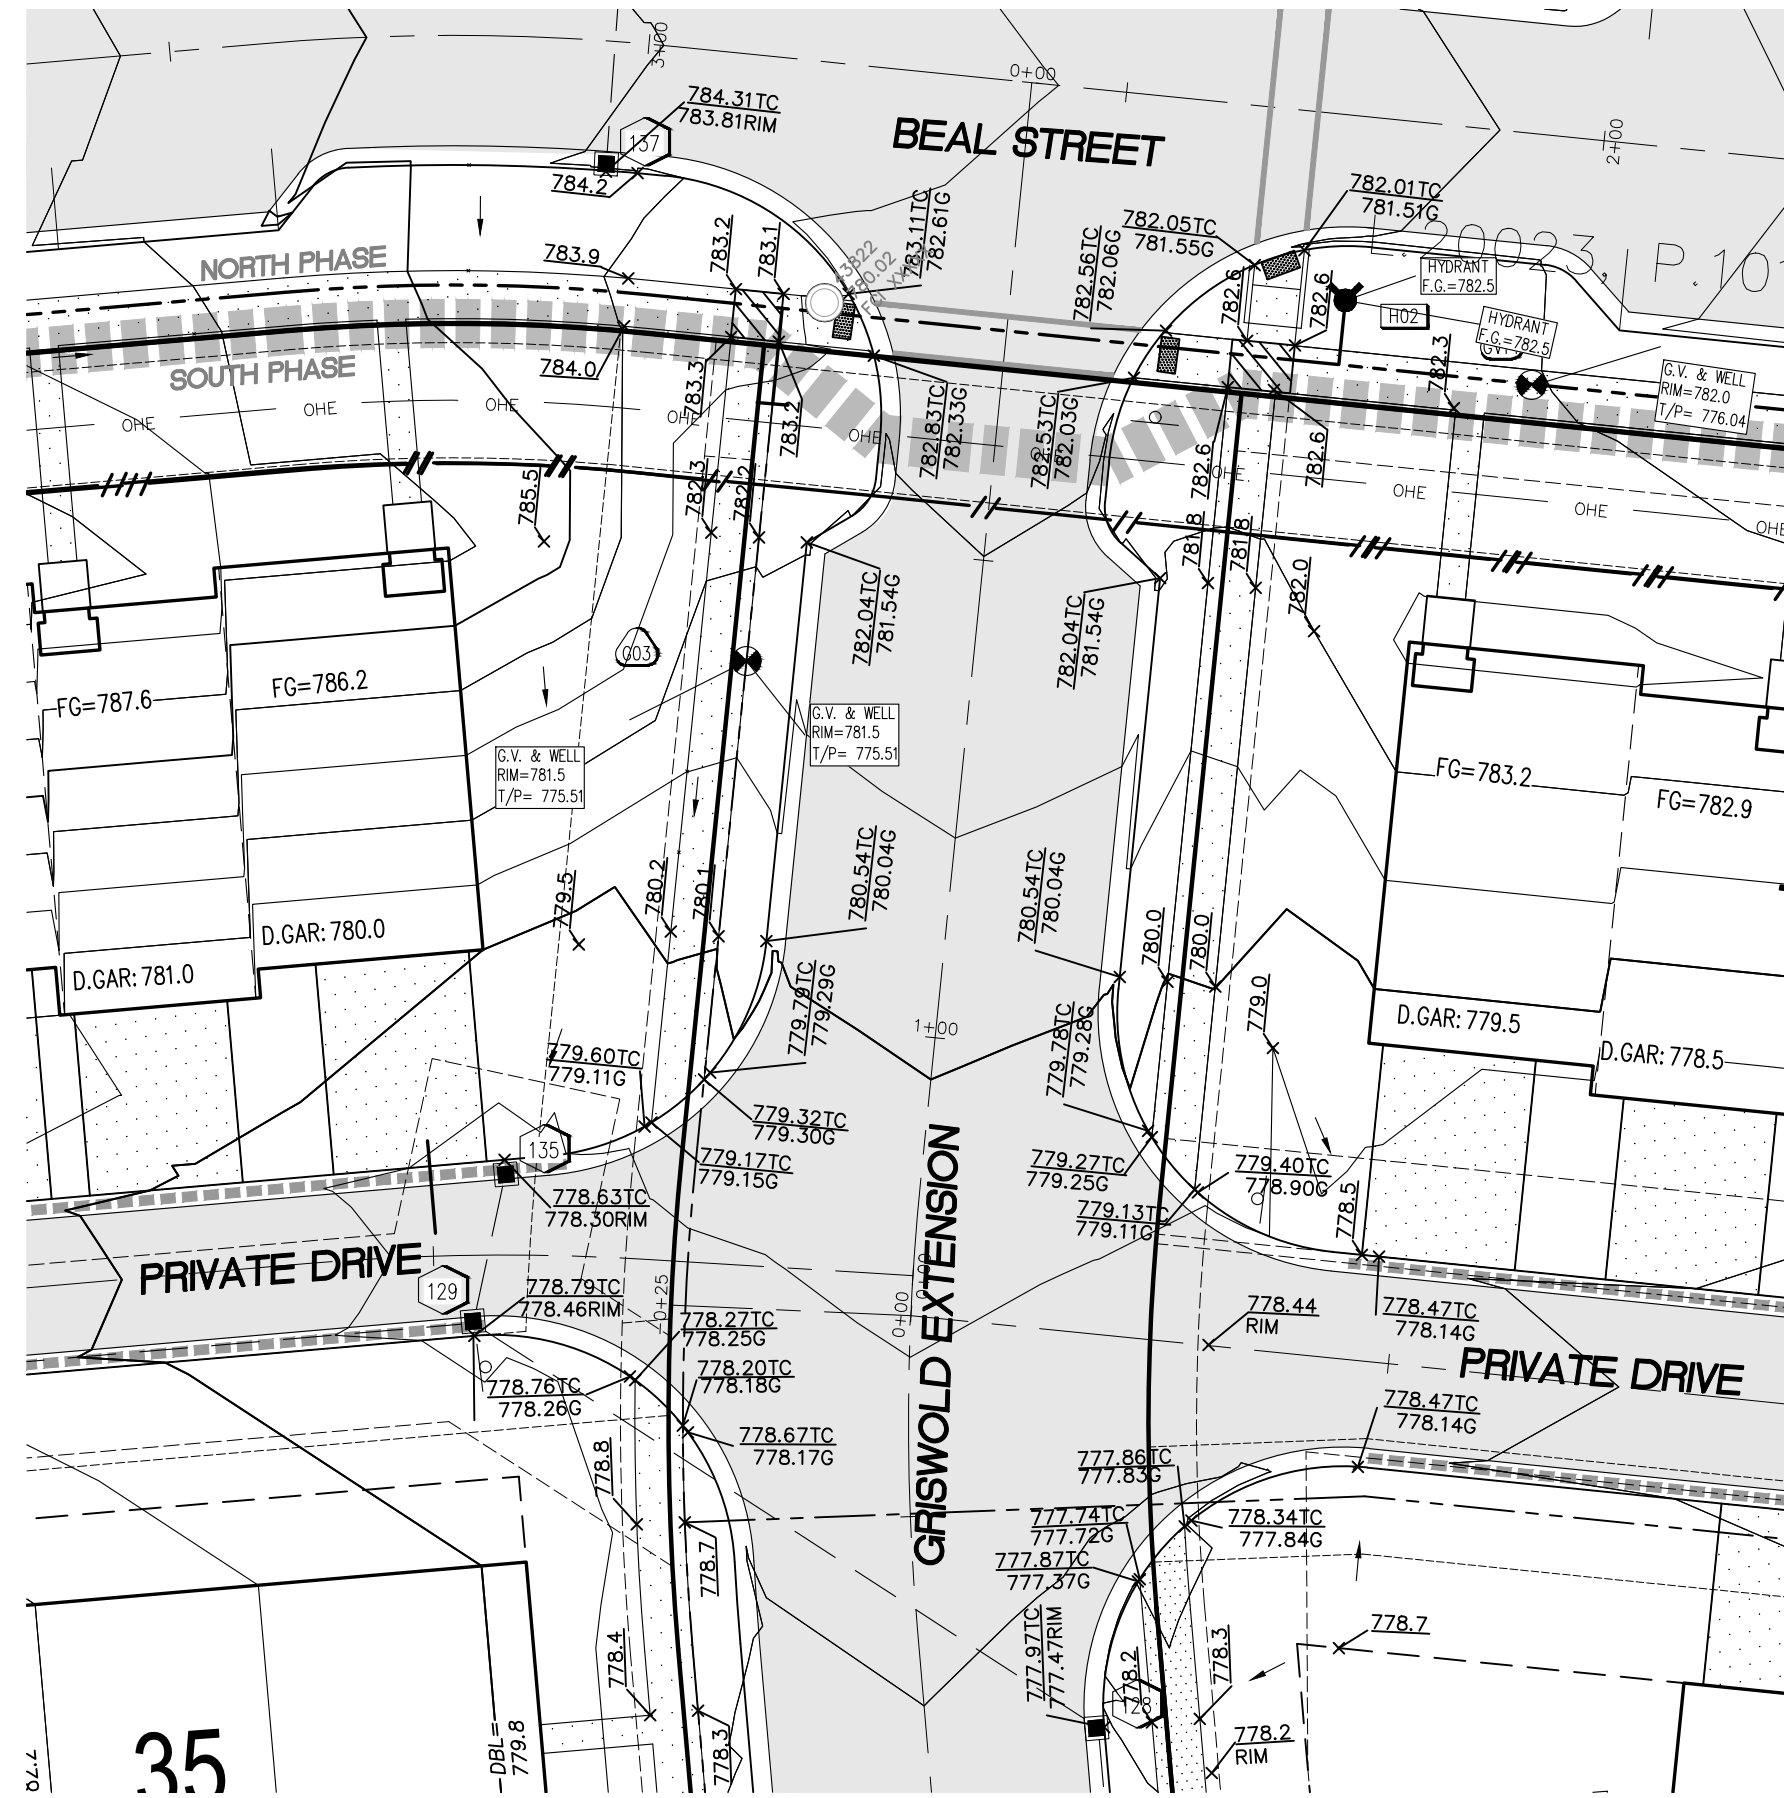 3+00
0+00
784.31TC
783.81RIM
137
BEAL STREET
2+00
784.2
782.01TC
781.51G
783.11TC
782.61G
782.05TC
781.55G
783.2
783.1
782.56TC
782.06G
L.20023, P.10
NORTH PHASE
783.9
43822
780.02
782.6
782.6
HYDRANT
F.G.=782.5
H02
HYDRANT
F.G.=782.5
SOUTH PHASE
784.0
783.3
783.2
782.3
G.V. & WELL
RIM=782.0
T/P= 776.04
OHE
OHE
OHE
OHE
OHE
782.83TC
782.33G
782.53TC
782.03G
782.6
782.6
OHE
OHE
OHE
OHE
785.5
782.3
782.2
781.8
781.8
782.0
782.04TC
781.54G
782.04TC
781.54G
G03
FG=787.6
FG=786.2
G.V. & WELL
RIM=781.5
T/P= 775.51
G.V. & WELL
RIM=781.5
T/P= 775.51
FG=783.2
FG=782.9
779.5
780.2
780.1
780.54TC
780.04G
780.54TC
780.04G
780.0
780.0
D.GAR: 780.0
D.GAR: 781.0
779.79TC
779.29G
1+00
779.78TC
779.28G
779.0
D.GAR: 779.5
D.GAR: 778.5
779.60TC
779.11G
779.32TC
779.30G
135
779.17TC
779.15G
779.27TC
779.25G
779.40TC
778.90G
778.63TC
778.30RIM
779.13TC
779.11G
778.5
GRISWOLD EXTENSION
PRIVATE DRIVE
129
778.79TC
778.46RIM
0+25
0+00
0+00
778.27TC
778.25G
778.44
RIM
778.47TC
778.14G
PRIVATE DRIVE
778.20TC
778.18G
778.76TC
778.26G
778.47TC
778.14G
778.67TC
778.17G
778.8
777.86TC
777.83G
777.74TC
777.72G
778.34TC
777.84G
778.7
777.87TC
777.37G
778.4
777.97TC
777.47RIM
778.2
778.3
778.7
128
35
DBL=
779.8
778.3
778.2
RIM